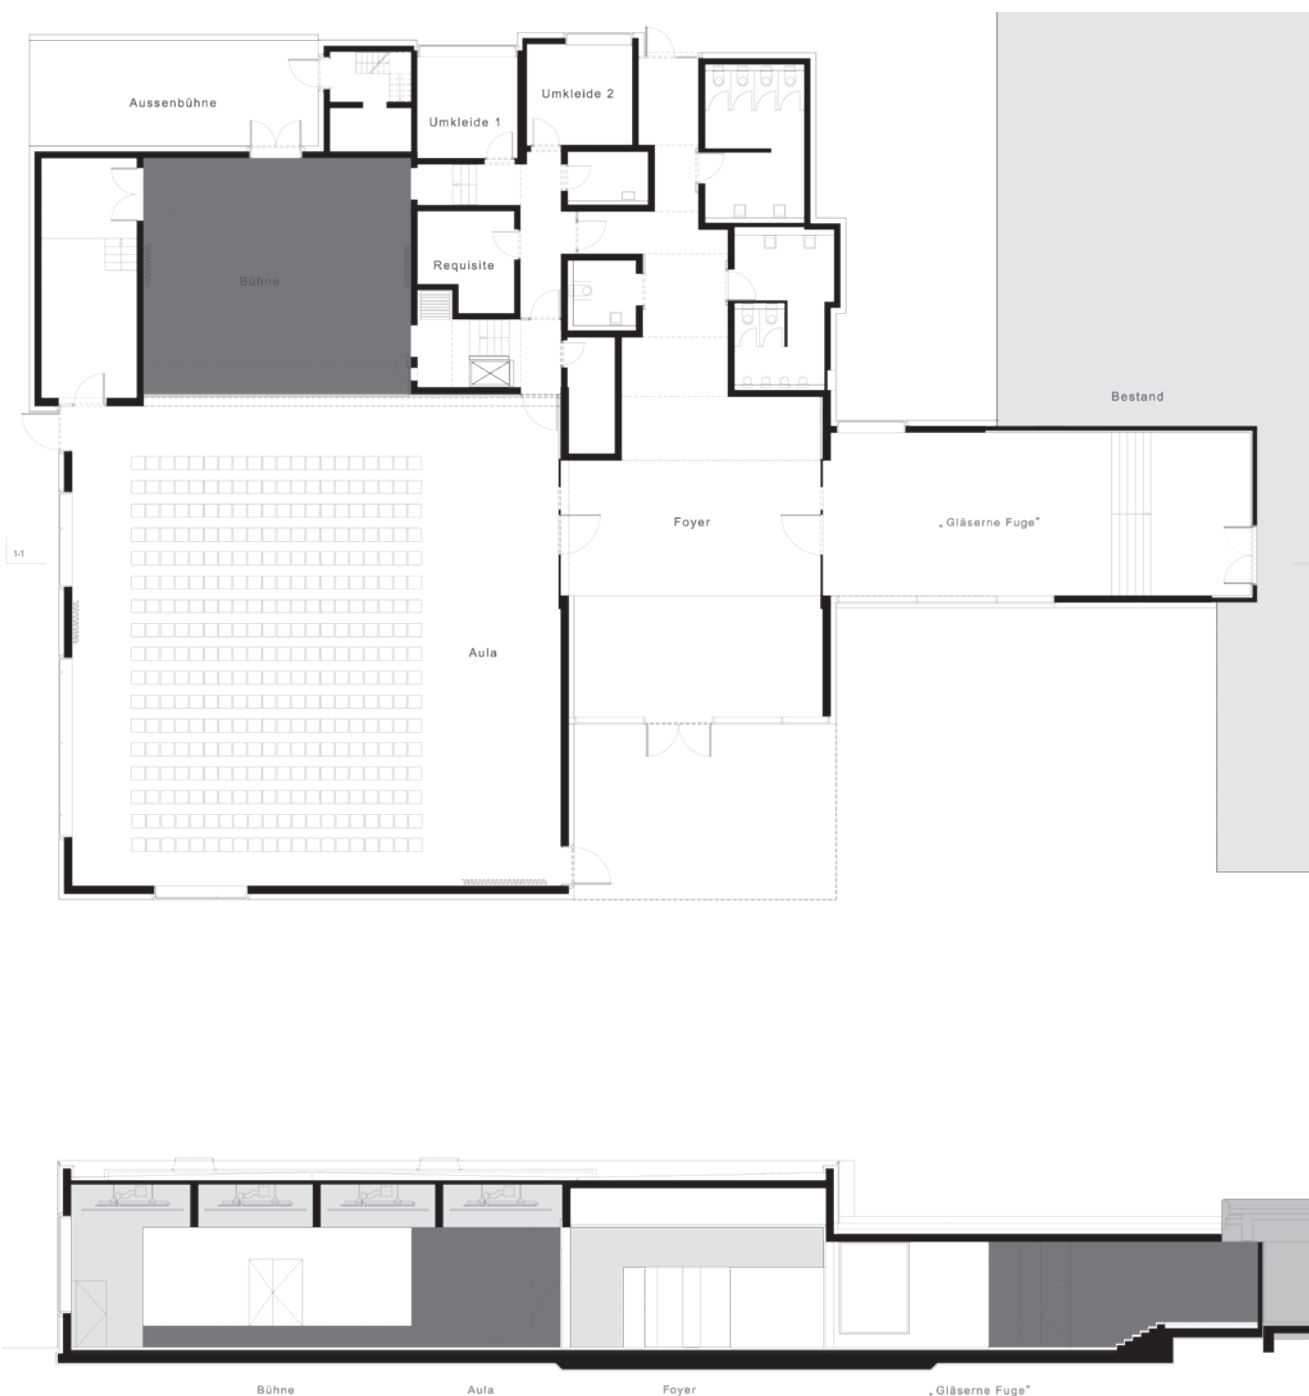 Aussenbühne
Umkleide 1
Umkleide 2
Requisite
Bühne
Bestand
Foyer
„Gläserne Fuge"
1-1
Aula
Bühne
Aula
Foyer
„Gläserne Fuge"